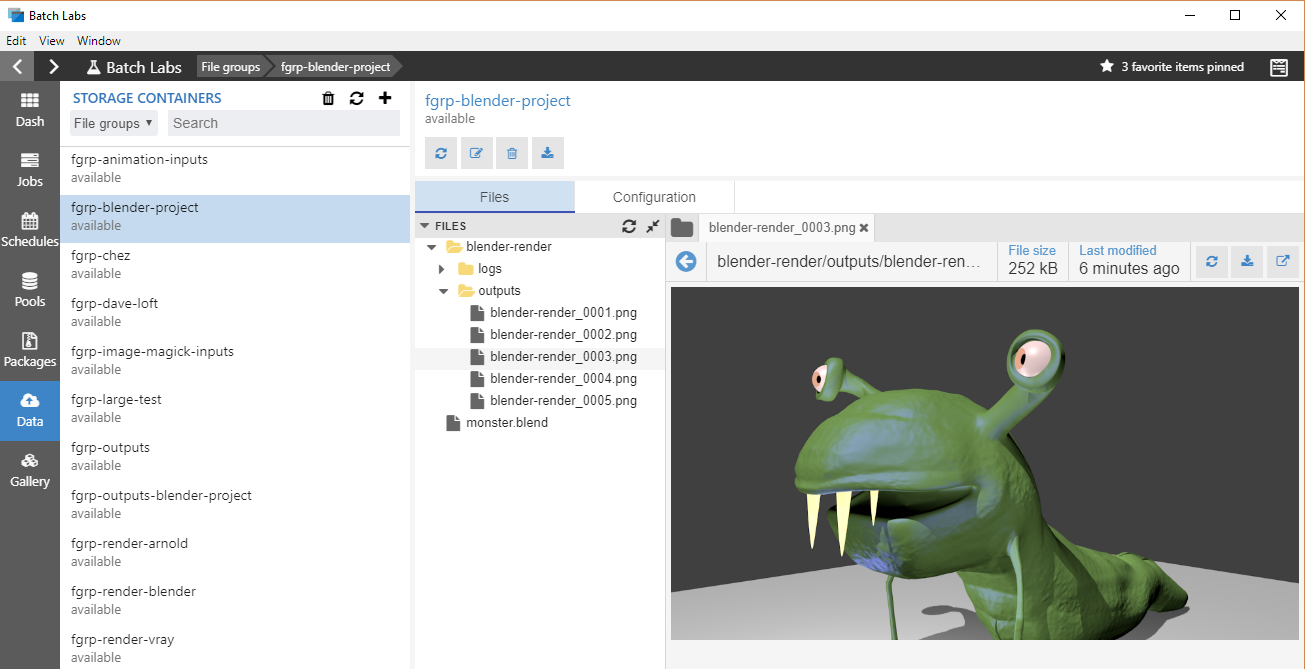 Batch Labs
Edit View Window
Batch Labs File groups fgrp-blender-project 3 favorite items pinned
Dash
Jobs
Schedules
Pools
Packages
Data
Gallery
STORAGE CONTAINERS
File groups ▼ Search
fgrp-animation-inputs
available
fgrp-blender-project
available
fgrp-chez
available
fgrp-dave-loft
available
fgrp-image-magick-inputs
available
fgrp-large-test
available
fgrp-outputs
available
fgrp-outputs-blender-project
available
fgrp-render-arnold
available
fgrp-render-blender
available
fgrp-render-vray
available
fgrp-blender-project
available
Files Configuration
FILES
blender-render
logs
outputs
blender-render_0001.png
blender-render_0002.png
blender-render_0003.png
blender-render_0004.png
blender-render_0005.png
monster.blend
blender-render_0003.png
blender-render/outputs/blender-ren...
File size
252 kB
Last modified
6 minutes ago